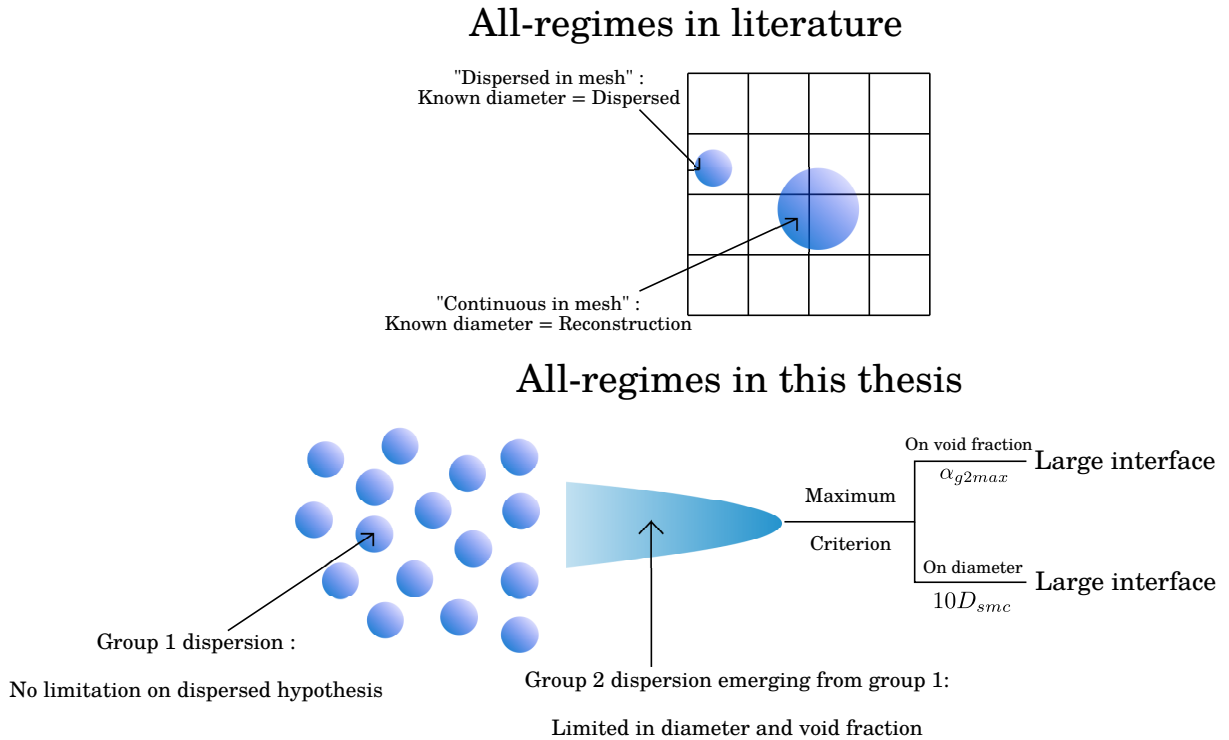 All-regimes in literature
"Dispersed in mesh" :
Known diameter = Dispersed
"Continuous in mesh" :
Known diameter = Reconstruction
All-regimes in this thesis
On void fraction
α_{g2max}
Large interface
Maximum
Criterion
On diameter
10D_{smc}
Large interface
Group 1 dispersion :
No limitation on dispersed hypothesis
Group 2 dispersion emerging from group 1:
Limited in diameter and void fraction